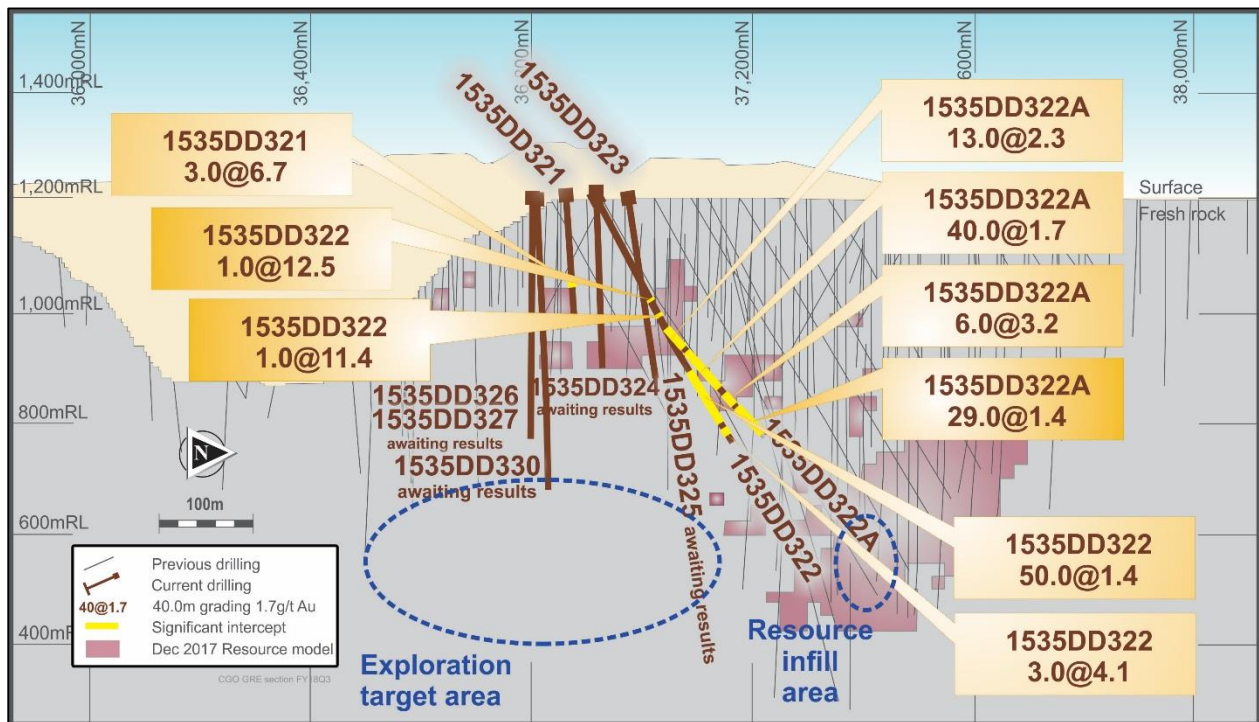 36,000mN
36,400mN
36,800mN
37,200mN
600mN
38,000mN
1,400mRL
1,200mRL
1,000mRL
800mRL
600mRL
400mR
1535DD321
1535DD323
1535DD321
3.0@6.7
1535DD322
1.0@12.5
1535DD322
1.0@11.4
1535DD322A
13.0@2.3
1535DD322A
40.0@1.7
1535DD322A
6.0@3.2
1535DD322A
29.0@1.4
1535DD322
50.0@1.4
1535DD322
3.0@4.1
Surface
Fresh rock
1535DD326
1535DD327
awaiting results
1535DD330
awaiting results
1535DD324
awaiting results
1535DD325 awaiting results
1535DD322
1535DD322A
N
100m
Previous drilling
Current drilling
40@1.7 40.0m grading 1.7g/t Au
Significant intercept
Dec 2017 Resource model
CGO GRE section FY18Q3
Exploration
target area
Resource
infill
area